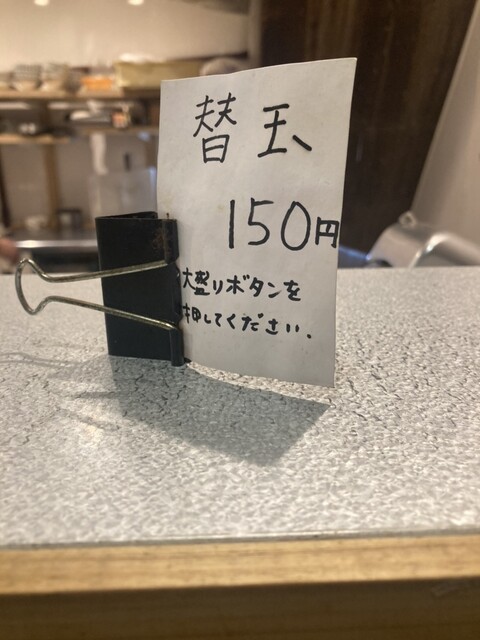 替玉
150円
大盛りボタンを
押してください.